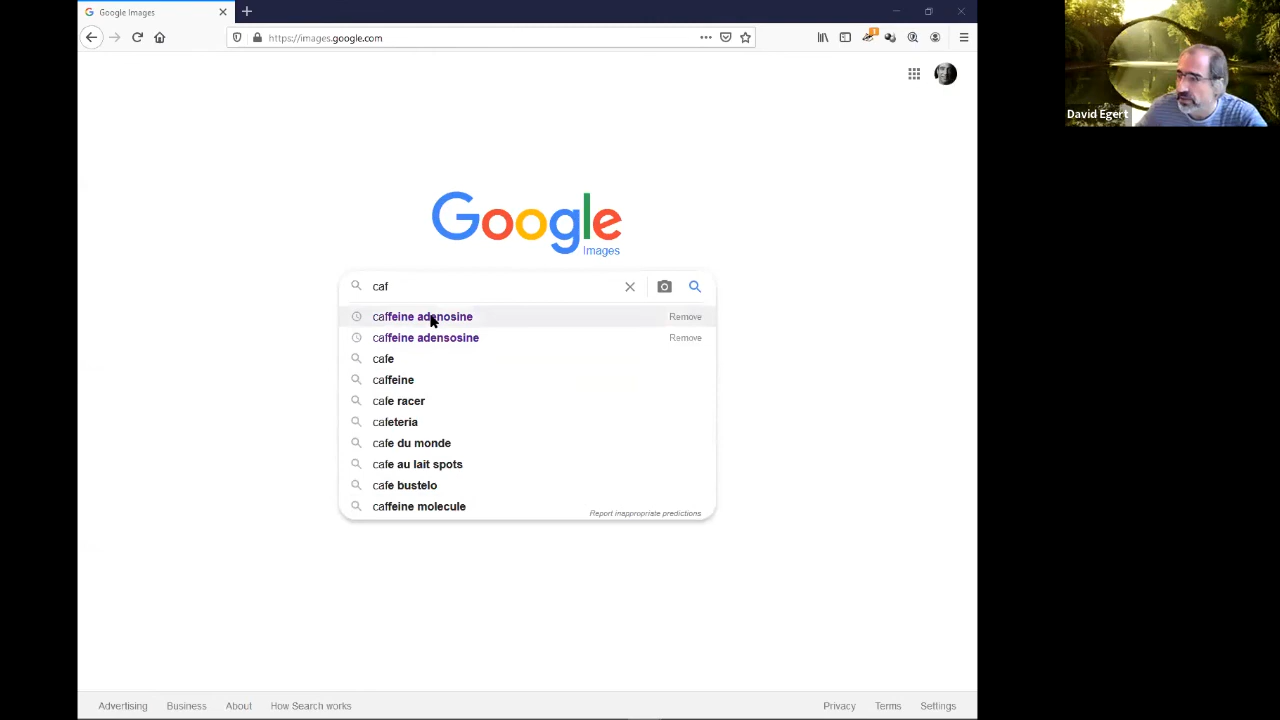 Google Images
https://images.google.com
David Egert
Google
Images
caf
caffeine adenosine Remove
caffeine adensosine Remove
cafe
caffeine
cafe racer
cafeteria
cafe du monde
cafe au lait spots
cafe bustelo
caffeine molecule
Report inappropriate predictions
Advertising Business About How Search works Privacy Terms Settings